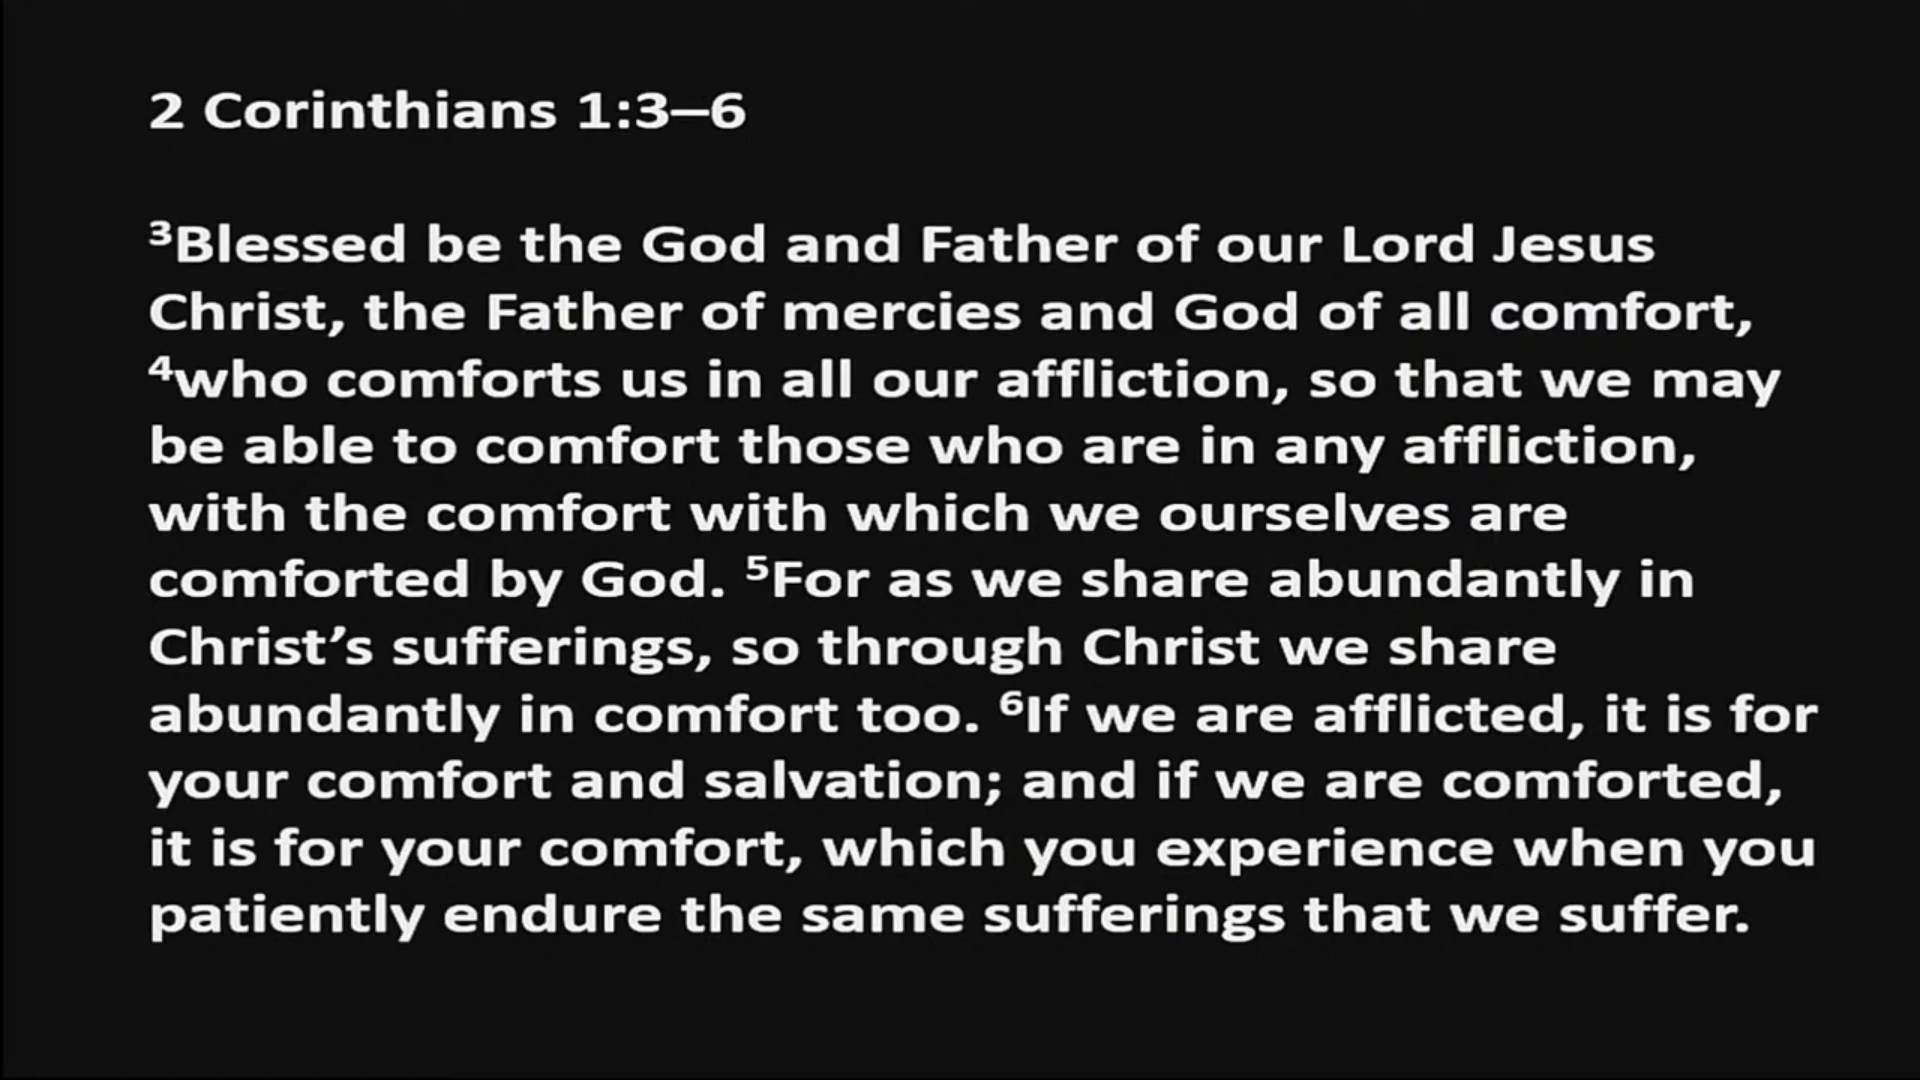 2 Corinthians 1:3–6
³Blessed be the God and Father of our Lord Jesus
Christ, the Father of mercies and God of all comfort,
⁴who comforts us in all our affliction, so that we may
be able to comfort those who are in any affliction,
with the comfort with which we ourselves are
comforted by God. ⁵For as we share abundantly in
Christ’s sufferings, so through Christ we share
abundantly in comfort too. ⁶If we are afflicted, it is for
your comfort and salvation; and if we are comforted,
it is for your comfort, which you experience when you
patiently endure the same sufferings that we suffer.